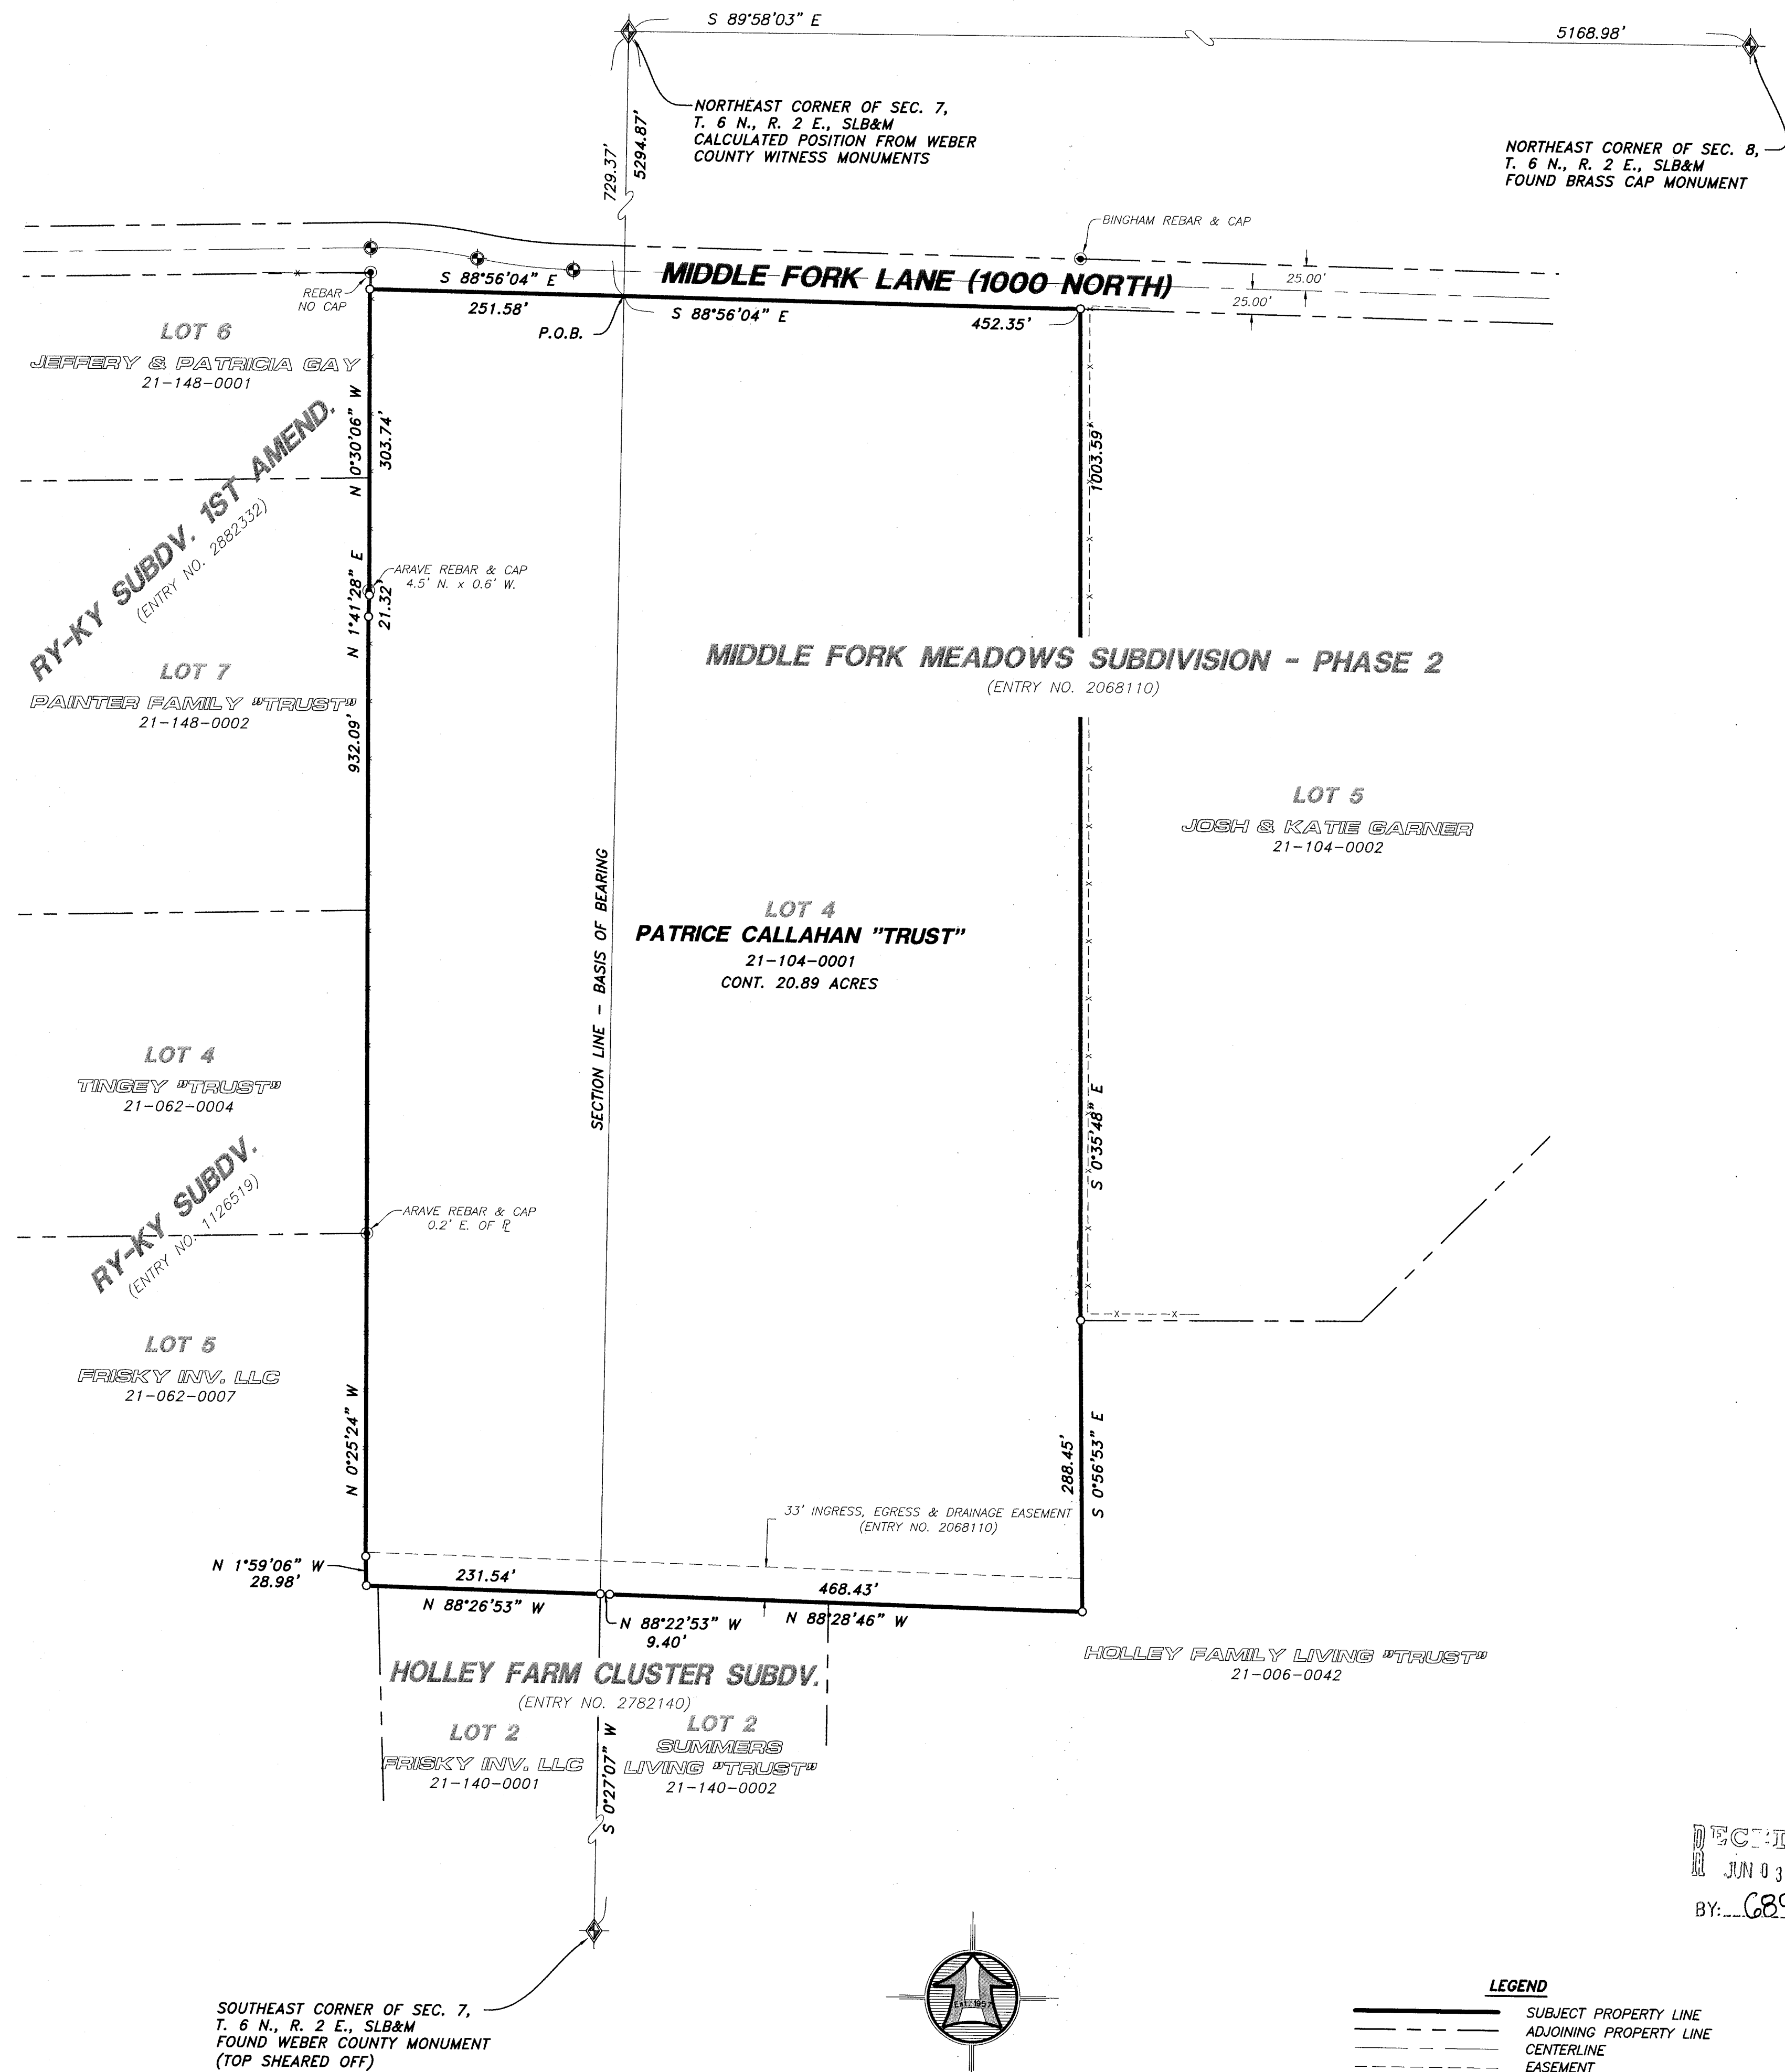 S 89°58'03" E
5168.98'
729.37'
5294.87'
NORTHEAST CORNER OF SEC. 7,
T. 6 N., R. 2 E., SLB&M
CALCULATED POSITION FROM WEBER
COUNTY WITNESS MONUMENTS
NORTHEAST CORNER OF SEC. 8,
T. 6 N., R. 2 E., SLB&M
FOUND BRASS CAP MONUMENT
BINGHAM REBAR & CAP
MIDDLE FORK LANE (1000 NORTH)
25.00'
25.00'
REBAR
NO CAP
S 88°56'04" E
251.58'
P.O.B.
S 88°56'04" E
452.35'
LOT 6
JEFFERY & PATRICIA GAY
21-148-0001
N 0°30'06" W
303.74'
1003.59'
RY-KY SUBDV. 1ST AMEND.
(ENTRY NO. 2882332)
ARAVE REBAR & CAP
4.5' N. x 0.6' W.
N 1°41'28" E
21.32'
MIDDLE FORK MEADOWS SUBDIVISION - PHASE 2
(ENTRY NO. 2068110)
LOT 7
PAINTER FAMILY "TRUST"
21-148-0002
932.09'
LOT 5
JOSH & KATIE GARNER
21-104-0002
SECTION LINE - BASIS OF BEARING
LOT 4
PATRICE CALLAHAN "TRUST"
21-104-0001
CONT. 20.89 ACRES
LOT 4
TINGEY "TRUST"
21-062-0004
S 0°35'48" E
RY-KY SUBDV.
(ENTRY NO. 1126519)
ARAVE REBAR & CAP
0.2' E. OF ℄
LOT 5
FRISKY INV. LLC
21-062-0007
N 0°25'24" W
288.45'
S 0°56'53" E
33' INGRESS, EGRESS & DRAINAGE EASEMENT
(ENTRY NO. 2068110)
N 1°59'06" W
28.98'
231.54'
N 88°26'53" W
N 88°22'53" W
9.40'
468.43'
N 88°28'46" W
HOLLEY FARM CLUSTER SUBDV.
(ENTRY NO. 2782140)
HOLLEY FAMILY LIVING "TRUST"
21-006-0042
LOT 2
FRISKY INV. LLC
21-140-0001
S 0°27'07" W
LOT 2
SUMMERS
LIVING "TRUST"
21-140-0002
JUN 03
BY:
SOUTHEAST CORNER OF SEC. 7,
T. 6 N., R. 2 E., SLB&M
FOUND WEBER COUNTY MONUMENT
(TOP SHEARED OFF)
Est. 1957
LEGEND
SUBJECT PROPERTY LINE
ADJOINING PROPERTY LINE
CENTERLINE
EASEMENT